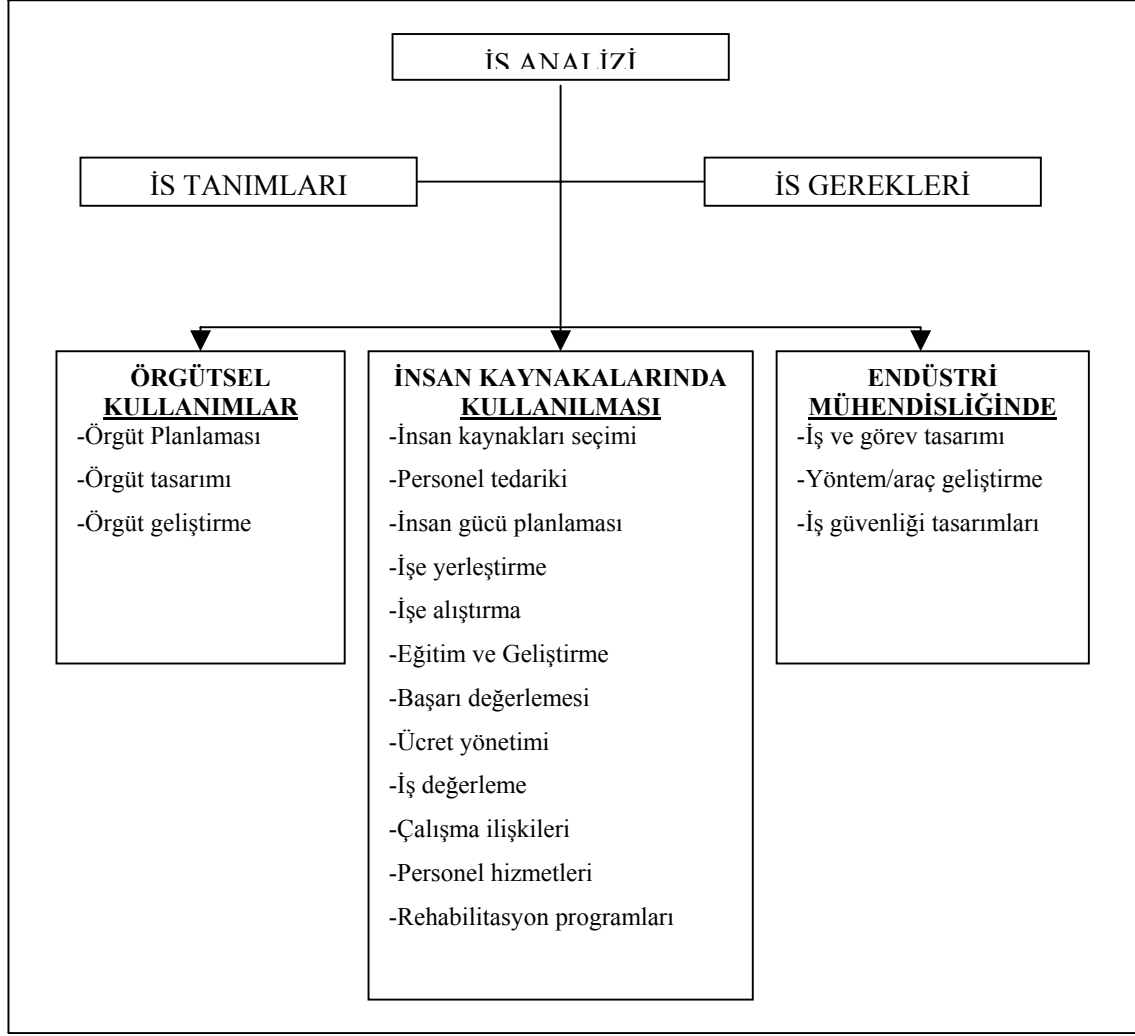 İS ANALİZİ
İS TANIMLARI
İS GEREKLERİ
ÖRGÜTSEL
KULLANIMLAR
-Örgüt Planlaması
-Örgüt tasarımı
-Örgüt geliştirme
İNSAN KAYNAKALARINDA
KULLANILMASI
-İnsan kaynakları seçimi
-Personel tedariki
-İnsan gücü planlaması
-İşe yerleştirme
-İşe alıştırma
-Eğitim ve Geliştirme
-Başarı değerlemesi
-Ücret yönetimi
-İş değerleme
-Çalışma ilişkileri
-Personel hizmetleri
-Rehabilitasyon programları
ENDÜSTRİ
MÜHENDİSLİĞİNDE
-İş ve görev tasarımı
-Yöntem/araç geliştirme
-İş güvenliği tasarımları